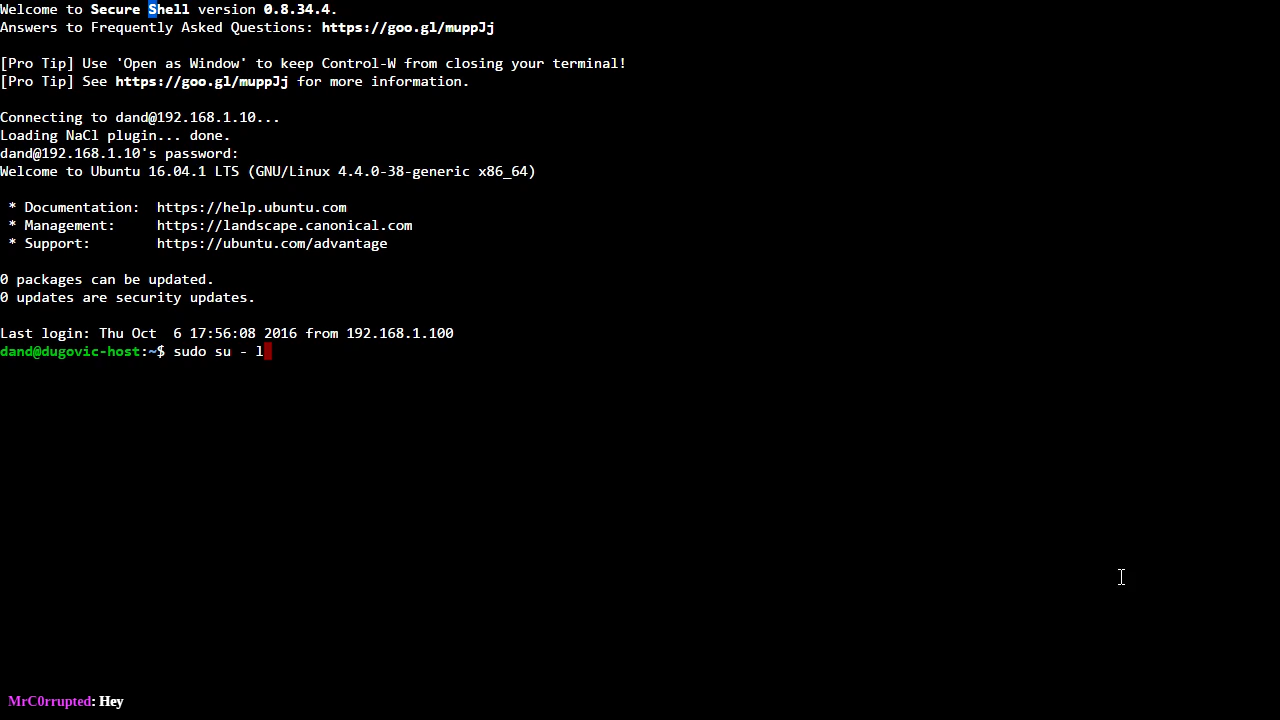 Welcome to Secure Shell version 0.8.34.4.
Answers to Frequently Asked Questions: https://goo.gl/muppJj
[Pro Tip] Use 'Open as Window' to keep Control-W from closing your terminal!
[Pro Tip] See https://goo.gl/muppJj for more information.
Connecting to dand@192.168.1.10...
Loading NaCl plugin... done.
dand@192.168.1.10's password:
Welcome to Ubuntu 16.04.1 LTS (GNU/Linux 4.4.0-38-generic x86_64)
* Documentation:  https://help.ubuntu.com
* Management:     https://landscape.canonical.com
* Support:        https://ubuntu.com/advantage
0 packages can be updated.
0 updates are security updates.
Last login: Thu Oct  6 17:56:08 2016 from 192.168.1.100
dand@dugovic-host:~$ sudo su - l
MrC0rrupted: Hey